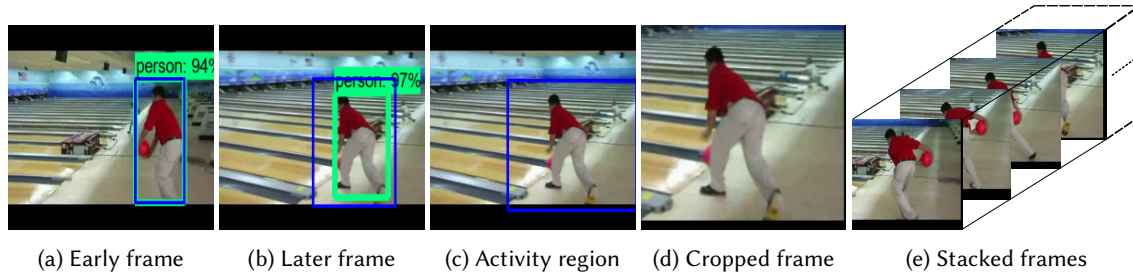 person: 94%
person: 97%
(a) Early frame
(b) Later frame
(c) Activity region
(d) Cropped frame
(e) Stacked frames